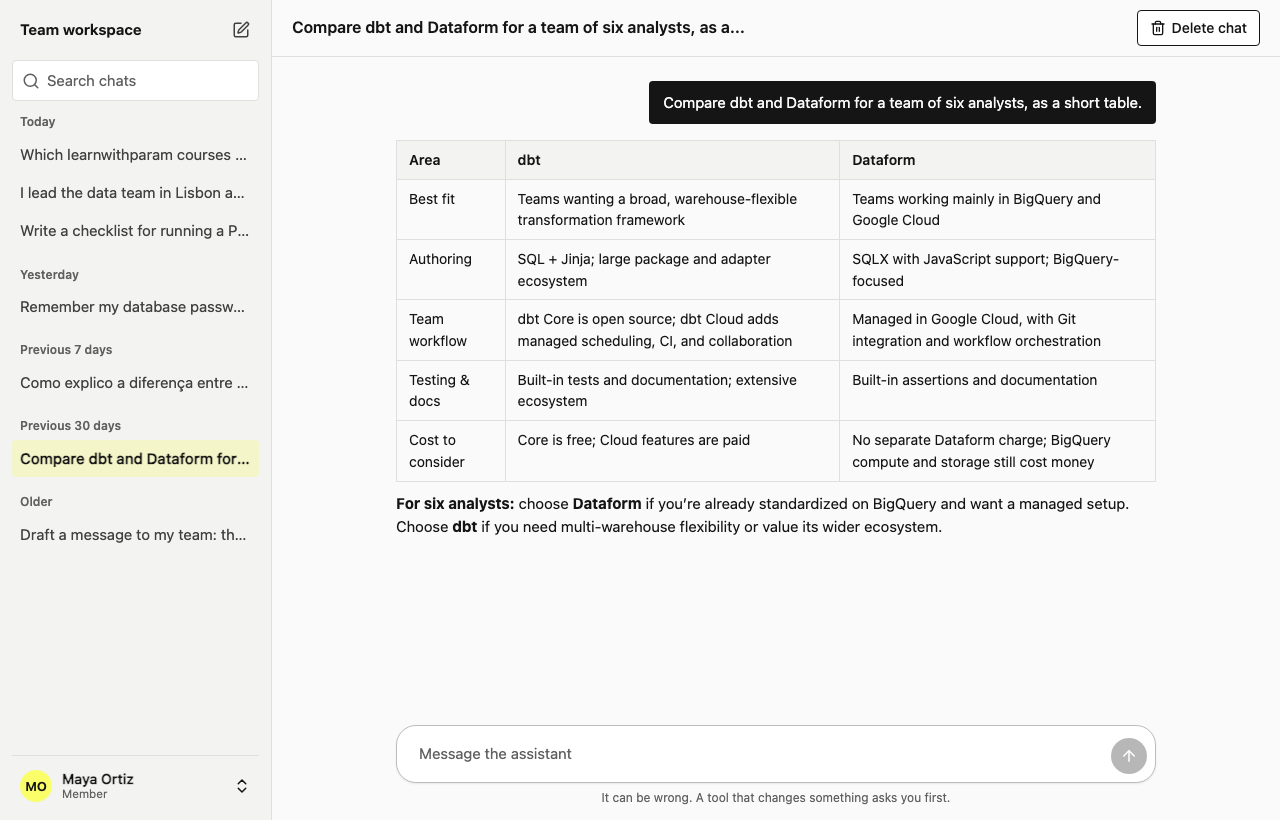 Team workspace
Search chats
Today
Which learnwithparam courses ...
I lead the data team in Lisbon a...
Write a checklist for running a P...
Yesterday
Remember my database passw...
Previous 7 days
Como explico a diferença entre ...
Previous 30 days
Compare dbt and Dataform for...
Older
Draft a message to my team: th...
MO
Maya Ortiz
Member
Compare dbt and Dataform for a team of six analysts, as a...
Delete chat
Compare dbt and Dataform for a team of six analysts, as a short table.
Area
dbt
Dataform
Best fit
Teams wanting a broad, warehouse-flexible
transformation framework
Teams working mainly in BigQuery and
Google Cloud
Authoring
SQL + Jinja; large package and adapter
ecosystem
SQLX with JavaScript support; BigQuery-
focused
Team
workflow
dbt Core is open source; dbt Cloud adds
managed scheduling, CI, and collaboration
Managed in Google Cloud, with Git
integration and workflow orchestration
Testing &
docs
Built-in tests and documentation; extensive
ecosystem
Built-in assertions and documentation
Cost to
consider
Core is free; Cloud features are paid
No separate Dataform charge; BigQuery
compute and storage still cost money
For six analysts: choose Dataform if you’re already standardized on BigQuery and want a managed setup.
Choose dbt if you need multi-warehouse flexibility or value its wider ecosystem.
Message the assistant
It can be wrong. A tool that changes something asks you first.